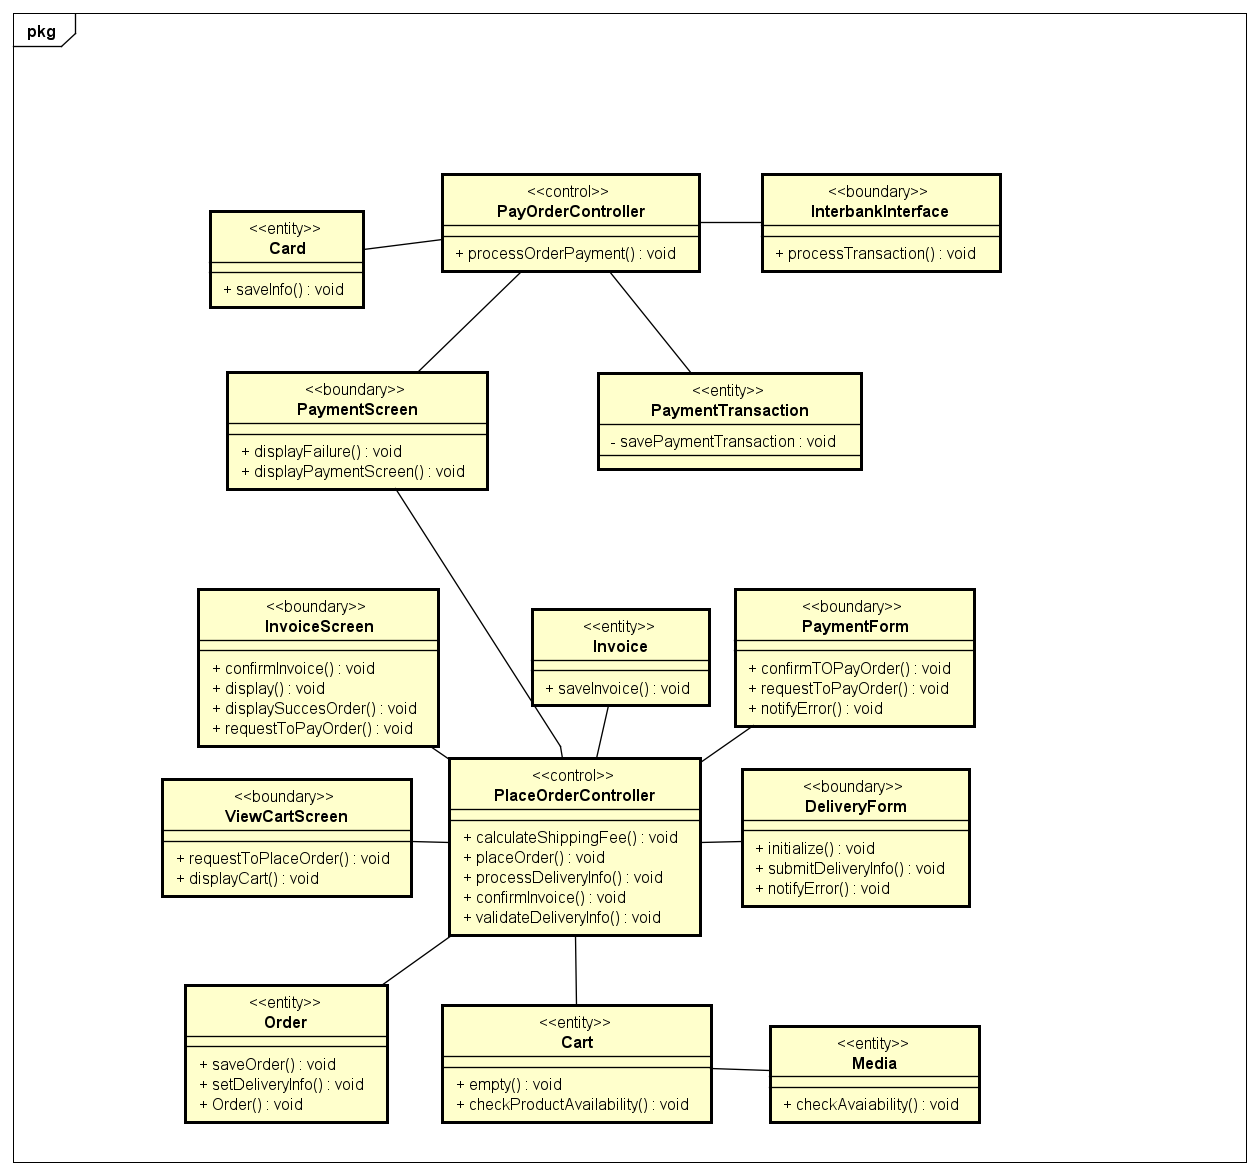 pkg
<<control>>
PayOrderController
+ processOrderPayment() : void
<<boundary>>
InterbankInterface
+ processTransaction() : void
<<entity>>
Card
+ saveInfo() : void
<<boundary>>
PaymentScreen
+ displayFailure() : void
+ displayPaymentScreen() : void
<<entity>>
PaymentTransaction
- savePaymentTransaction : void
<<boundary>>
InvoiceScreen
+ confirmInvoice() : void
+ display() : void
+ displaySuccesOrder() : void
+ requestToPayOrder() : void
<<entity>>
Invoice
+ saveInvoice() : void
<<boundary>>
PaymentForm
+ confirmTOPayOrder() : void
+ requestToPayOrder() : void
+ notifyError() : void
<<control>>
PlaceOrderController
+ calculateShippingFee() : void
+ placeOrder() : void
+ processDeliveryInfo() : void
+ confirmInvoice() : void
+ validateDeliveryInfo() : void
<<boundary>>
ViewCartScreen
+ requestToPlaceOrder() : void
+ displayCart() : void
<<boundary>>
DeliveryForm
+ initialize() : void
+ submitDeliveryInfo() : void
+ notifyError() : void
<<entity>>
Order
+ saveOrder() : void
+ setDeliveryInfo() : void
+ Order() : void
<<entity>>
Cart
+ empty() : void
+ checkProductAvailability() : void
<<entity>>
Media
+ checkAvaiability() : void